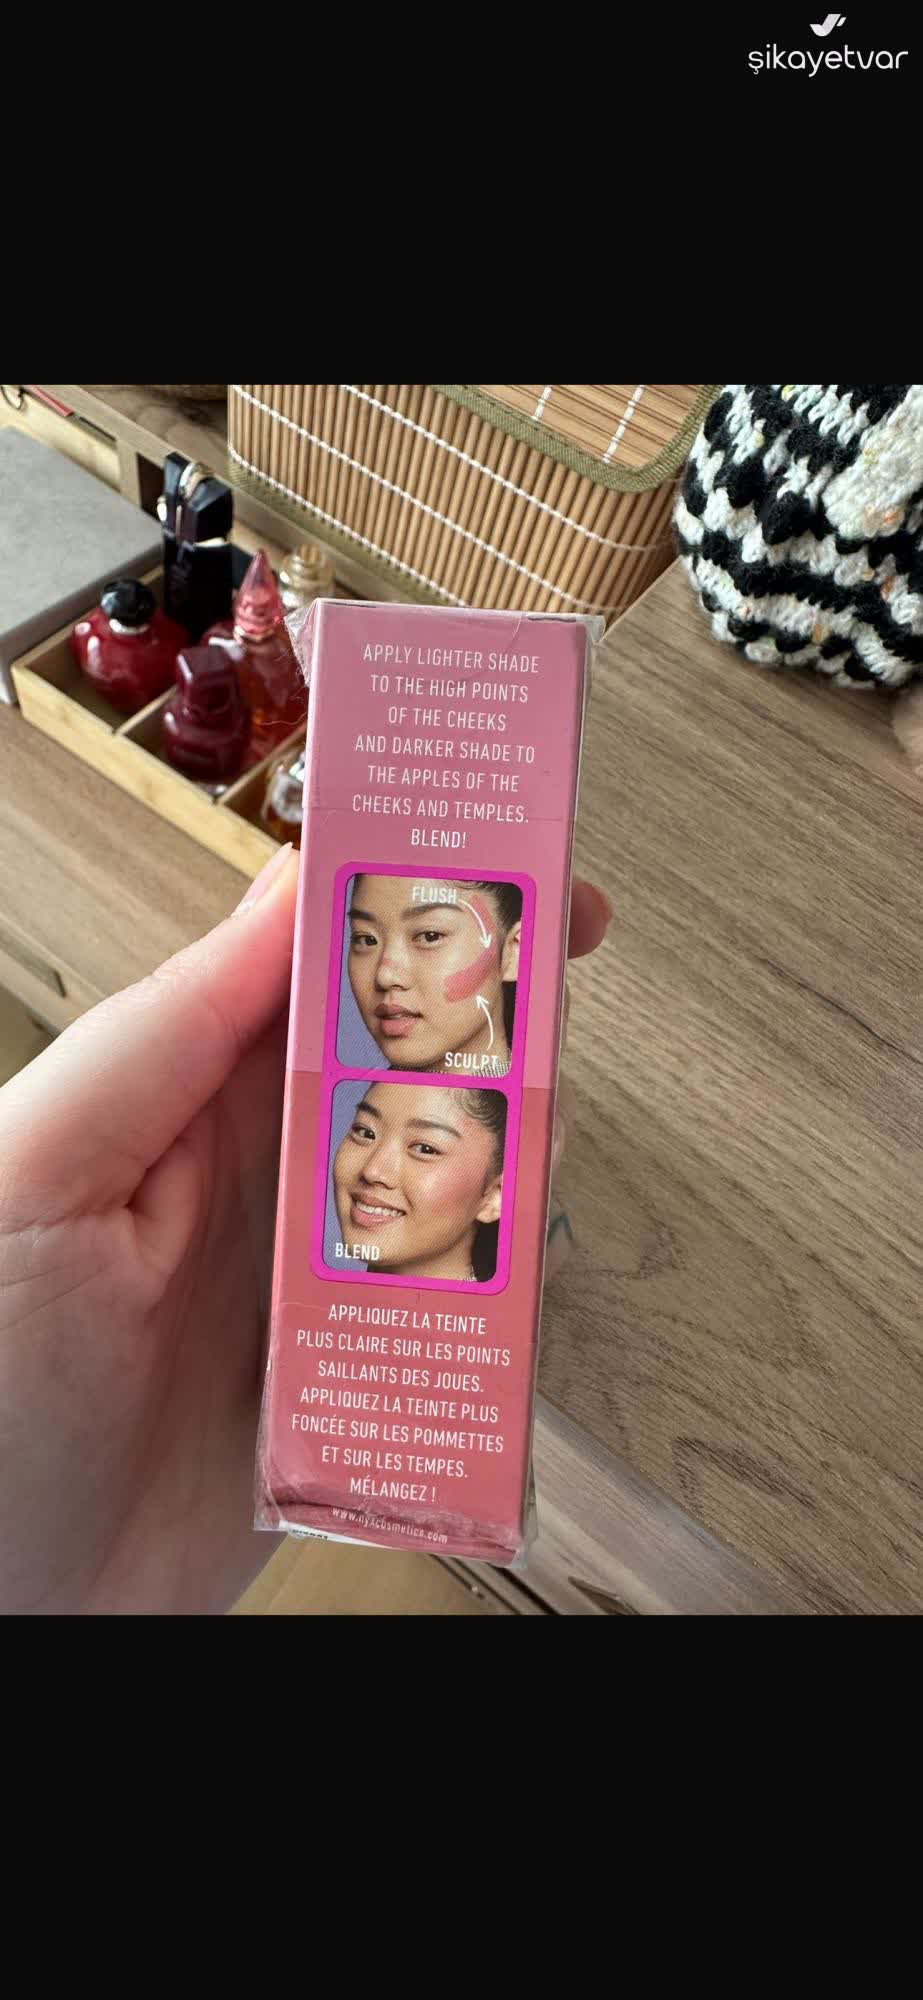 şikayetvar
APPLY LIGHTER SHADE
TO THE HIGH POINTS
OF THE CHEEKS
AND DARKER SHADE TO
THE APPLES OF THE
CHEEKS AND TEMPLES.
BLEND!
FLUSH
SCULPT
BLEND
APPLIQUEZ LA TEINTE
PLUS CLAIRE SUR LES POINTS
SAILLANTS DES JOUES.
APPLIQUEZ LA TEINTE PLUS
FONCÉE SUR LES POMMETTES
ET SUR LES TEMPES.
MÉLANGEZ !
www.nyxcosmetics.com